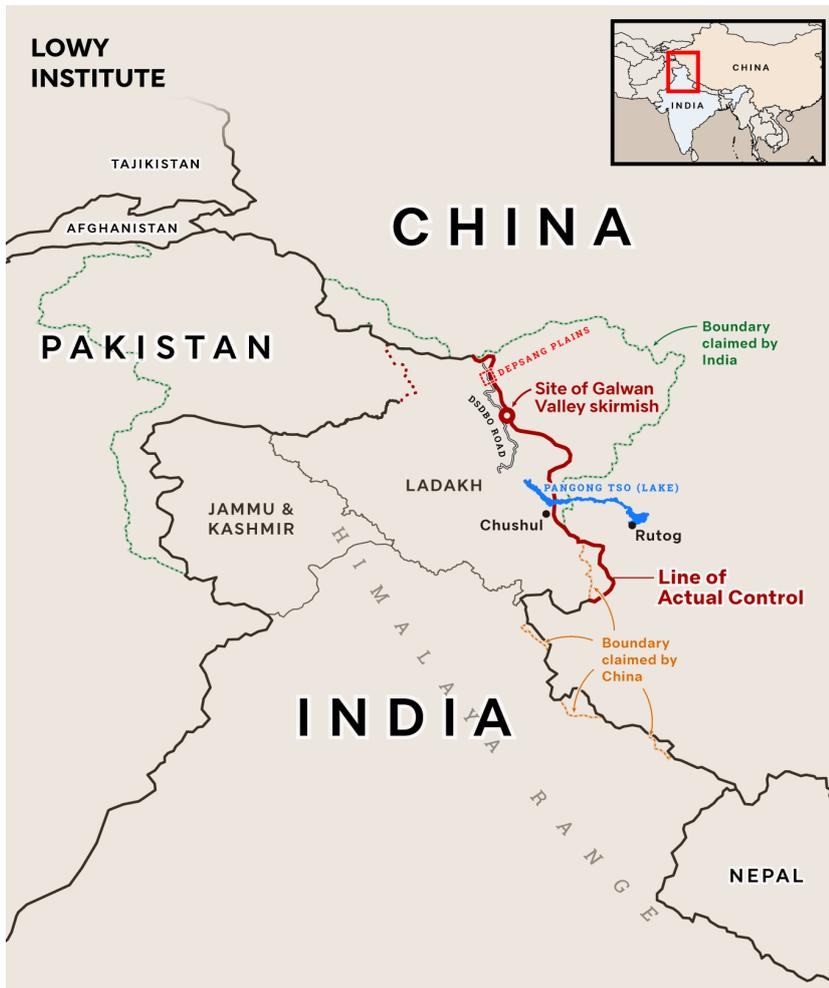 LOWY
INSTITUTE
CHINA
INDIA
TAJIKISTAN
AFGHANISTAN
CHINA
PAKISTAN
Boundary
claimed by
India
DEPSANG PLAINS
Site of Galwan
Valley skirmish
DSDBO ROAD
LADAKH
PANGONG TSO (LAKE)
JAMMU &
KASHMIR
Chushul
Rutog
Line of
Actual Control
HIMALAYA RANGE
Boundary
claimed by
China
INDIA
NEPAL